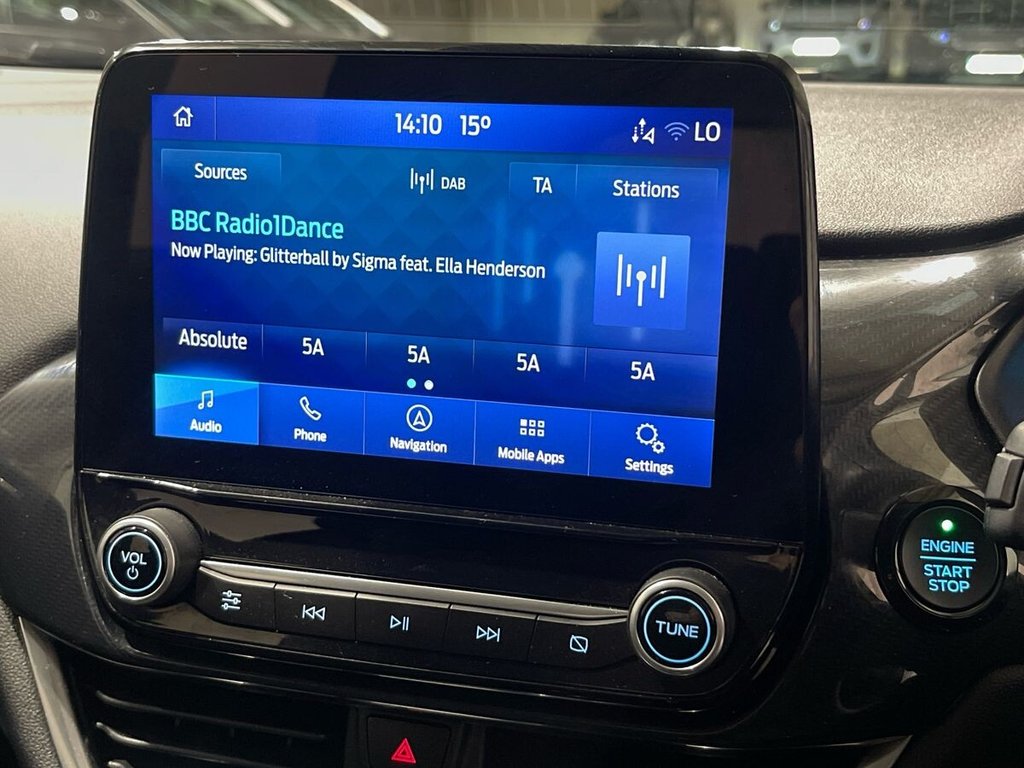 14:10 15º LO
Sources DAB TA Stations
BBC Radio1Dance
Now Playing: Glitterball by Sigma feat. Ella Henderson
Absolute 5A 5A 5A 5A
Audio Phone Navigation Mobile Apps Settings
VOL
TUNE
ENGINE
START
STOP